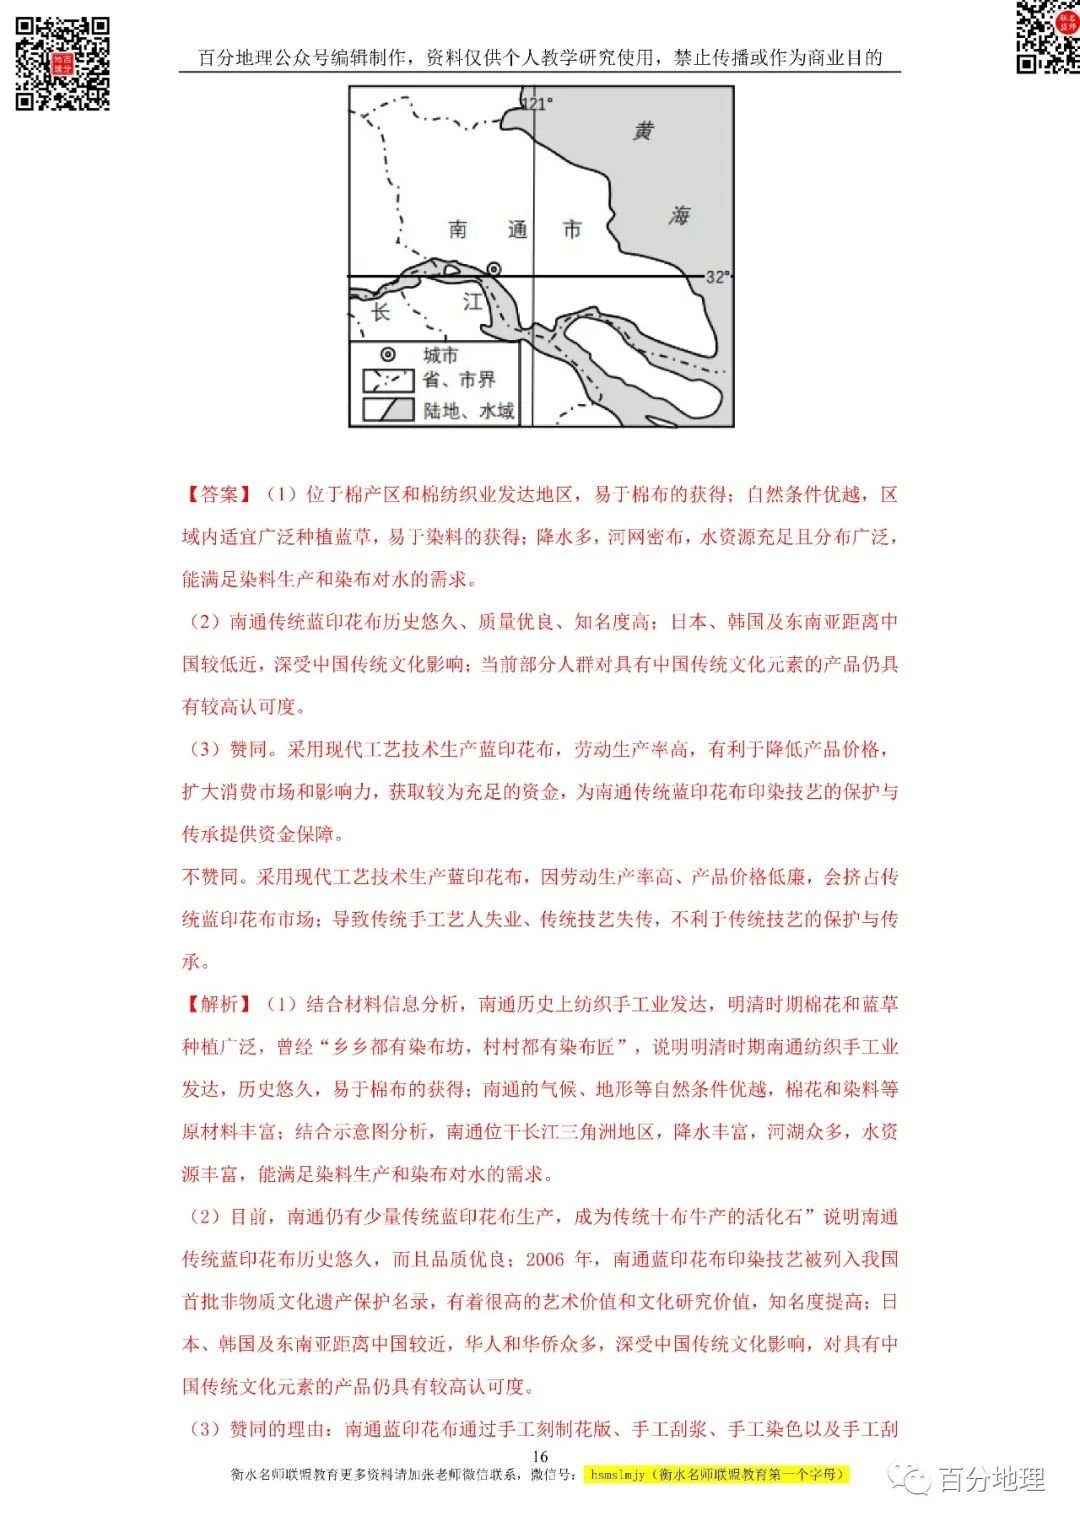 百分地理公众号编辑制作，资料仅供个人教学研究使用，禁止传播或作为商业目的
121°
黄
海
南 通 市
32°
长 江
城市
省、市界
陆地、水域
【答案】（1）位于棉产区和棉纺织业发达地区，易于棉布的获得；自然条件优越，区
域内适宜广泛种植蓝草，易于染料的获得；降水多，河网密布，水资源充足且分布广泛，
能满足染料生产和染布对水的需求。
（2）南通传统蓝印花布历史悠久、质量优良、知名度高；日本、韩国及东南亚距离中
国较低近，深受中国传统文化影响；当前部分人群对具有中国传统文化元素的产品仍具
有较高认可度。
（3）赞同。采用现代工艺技术生产蓝印花布，劳动生产率高，有利于降低产品价格，
扩大消费市场和影响力，获取较为充足的资金，为南通传统蓝印花布印染技艺的保护与
传承提供资金保障。
不赞同。采用现代工艺技术生产蓝印花布，因劳动生产率高、产品价格低廉，会挤占传
统蓝印花布市场；导致传统手工艺人失业、传统技艺失传，不利于传统技艺的保护与传
承。
【解析】（1）结合材料信息分析，南通历史上纺织手工业发达，明清时期棉花和蓝草
种植广泛，曾经“乡乡都有染布坊，村村都有染布匠”，说明明清时期南通纺织手工业
发达，历史悠久，易于棉布的获得；南通的气候、地形等自然条件优越，棉花和染料等
原材料丰富；结合示意图分析，南通位于长江三角洲地区，降水丰富，河湖众多，水资
源丰富，能满足染料生产和染布对水的需求。
（2）目前，南通仍有少量传统蓝印花布生产，成为传统十布牛产的活化石”说明南通
传统蓝印花布历史悠久，而且品质优良；2006 年，南通蓝印花布印染技艺被列入我国
首批非物质文化遗产保护名录，有着很高的艺术价值和文化研究价值，知名度提高；日
本、韩国及东南亚距离中国较近，华人和华侨众多，深受中国传统文化影响，对具有中
国传统文化元素的产品仍具有较高认可度。
（3）赞同的理由：南通蓝印花布通过手工刻制花版、手工刮浆、手工染色以及手工刮
16
衡水名师联盟教育更多资料请加张老师微信联系，微信号： hsmslmjy（衡水名师联盟教育第一个字母）
百分地理